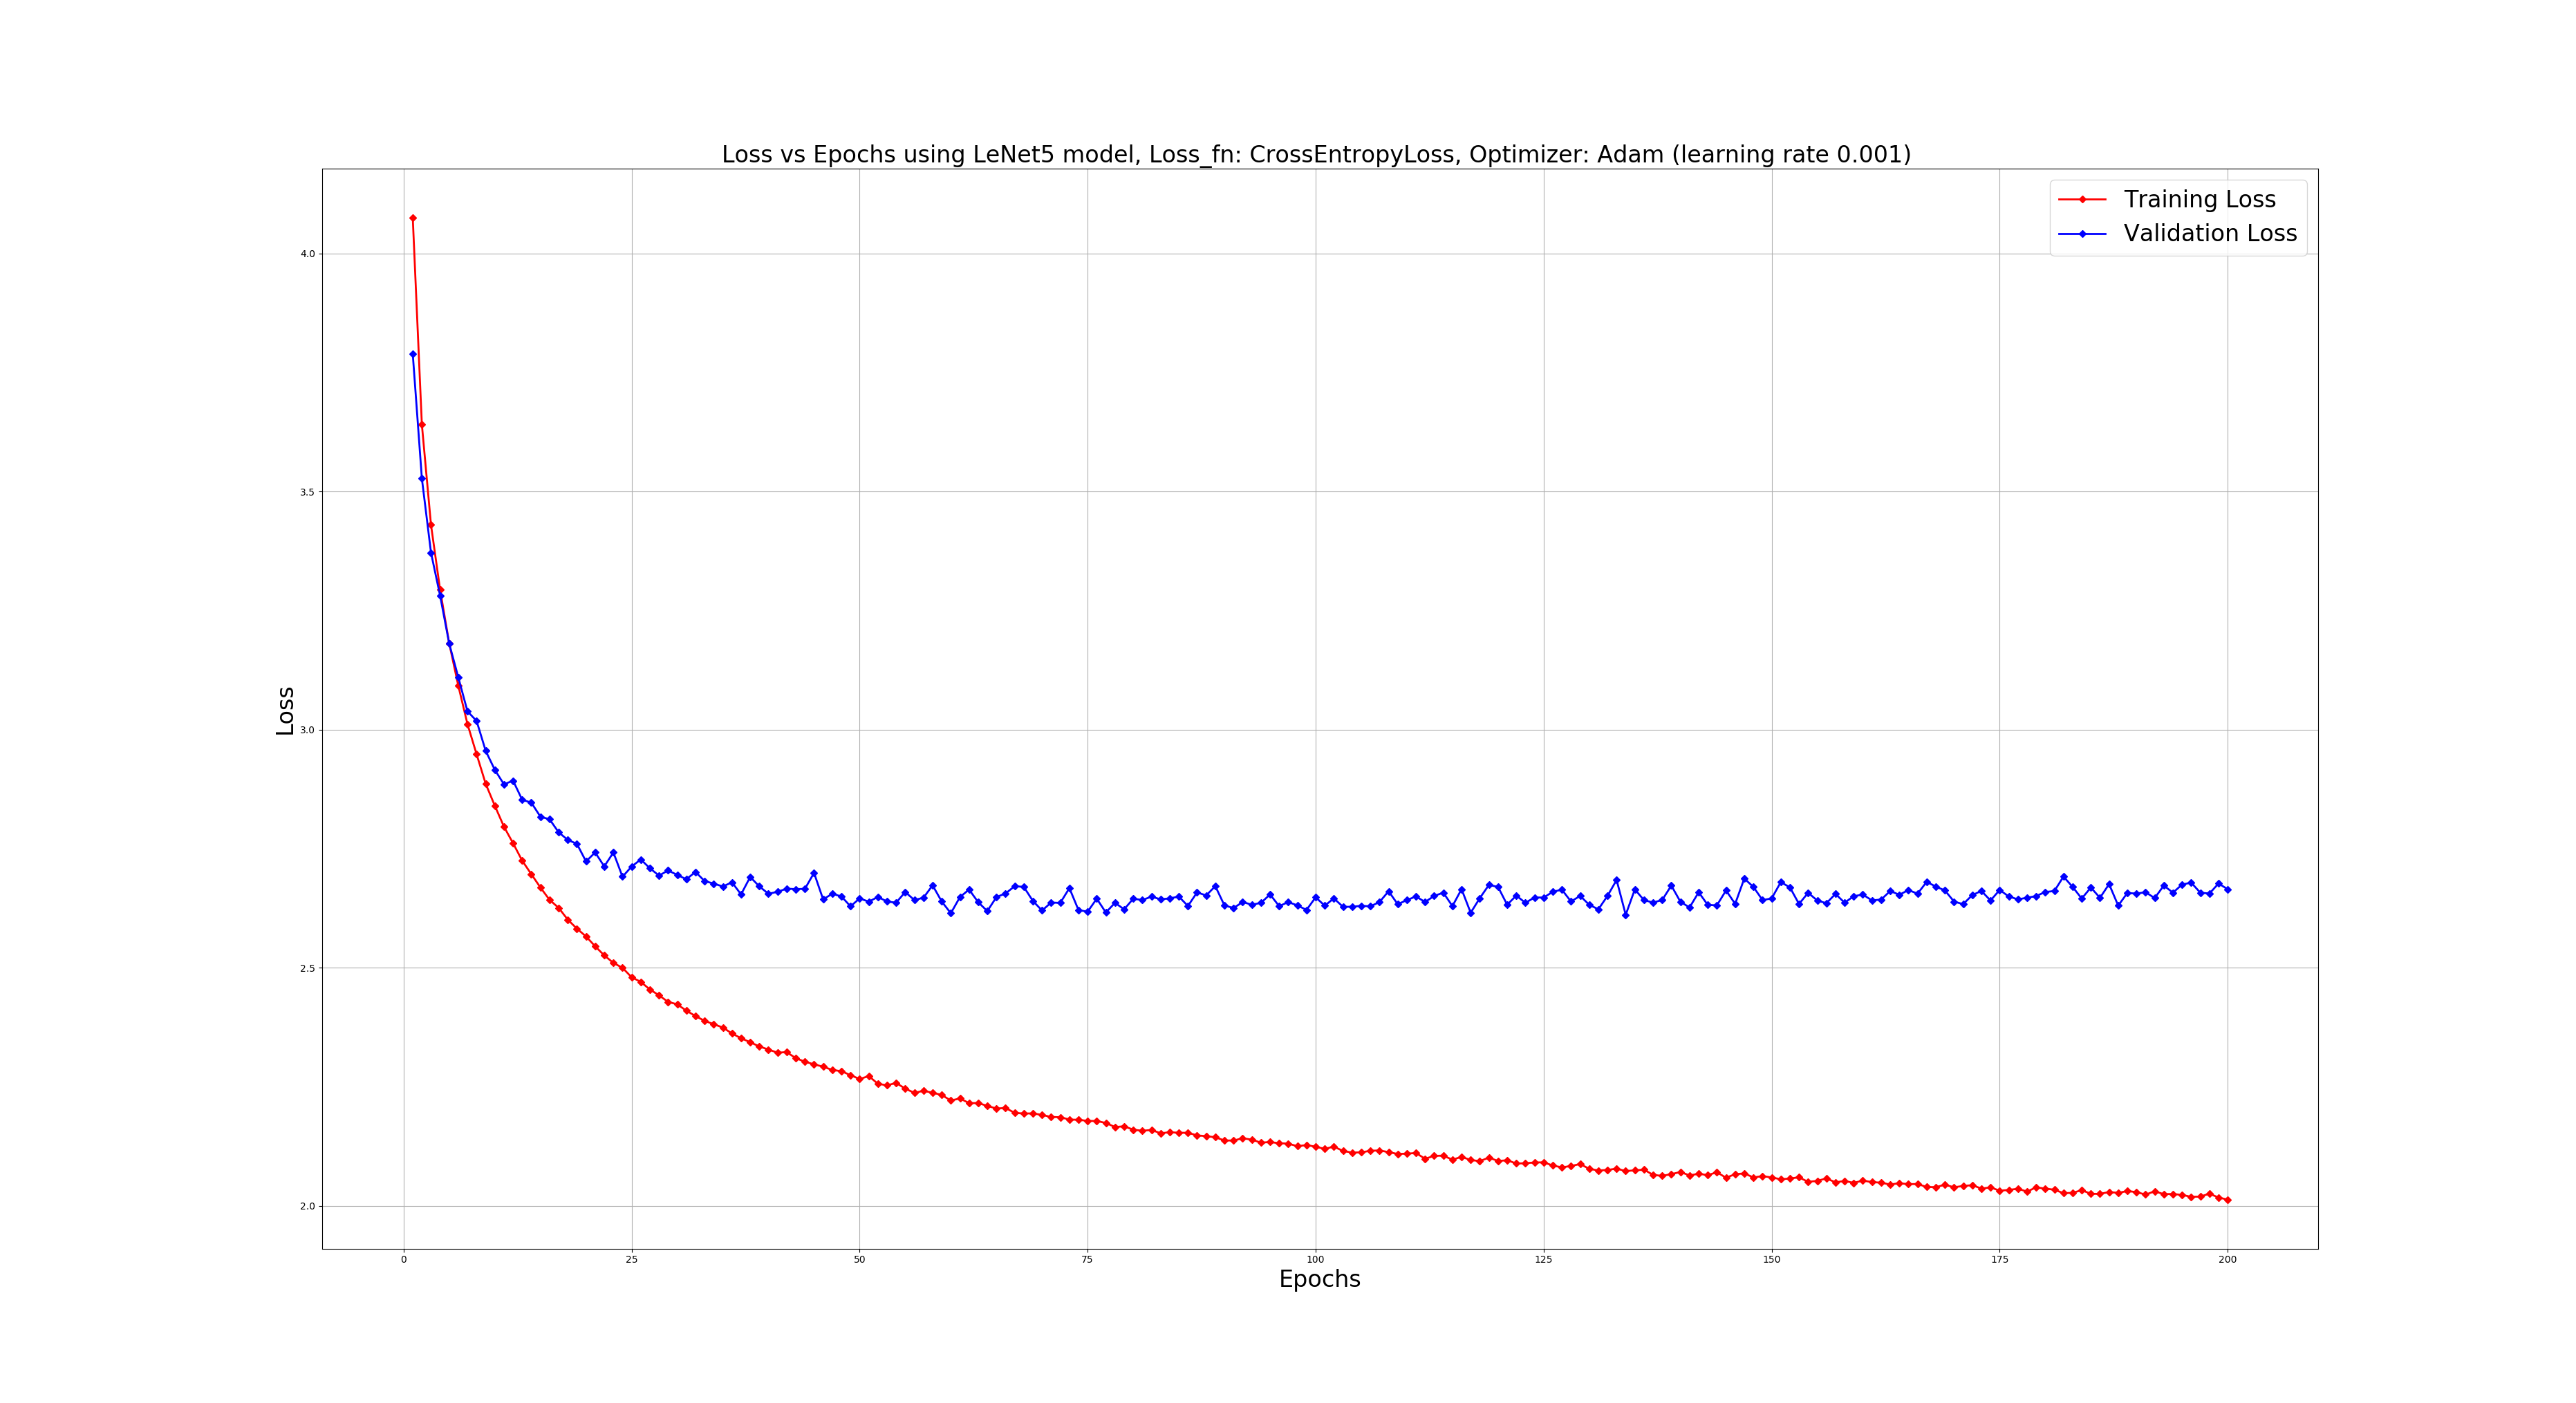 Loss vs Epochs using LeNet5 model, Loss_fn: CrossEntropyLoss, Optimizer: Adam (learning rate 0.001)
Training Loss
Validation Loss
4.0
3.5
3.0
2.5
2.0
Loss
0 25 50 75 100 125 150 175 200
Epochs